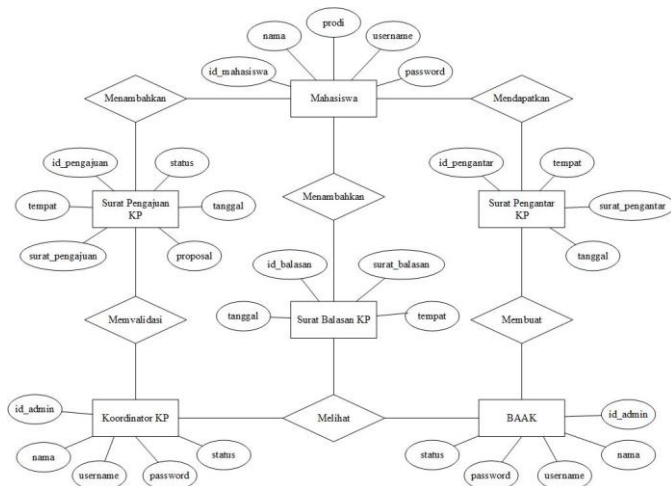 prodi
nama
username
id_mahasiswa
password
Menambahkan
Mahasiswa
Mendapatkan
id_pengajuan
status
id_pengantar
tempat
tempat
Surat Pengajuan
KP
tanggal
Menambahkan
Surat Pengantar
KP
surat_pengantar
surat_pengajuan
proposal
tanggal
id_balasan
surat_balasan
Memvalidasi
tanggal
Surat Balasan KP
tempat
Membuat
id_admin
Koordinator KP
Melihat
BAAK
id_admin
nama
status
status
nama
username
password
password
username